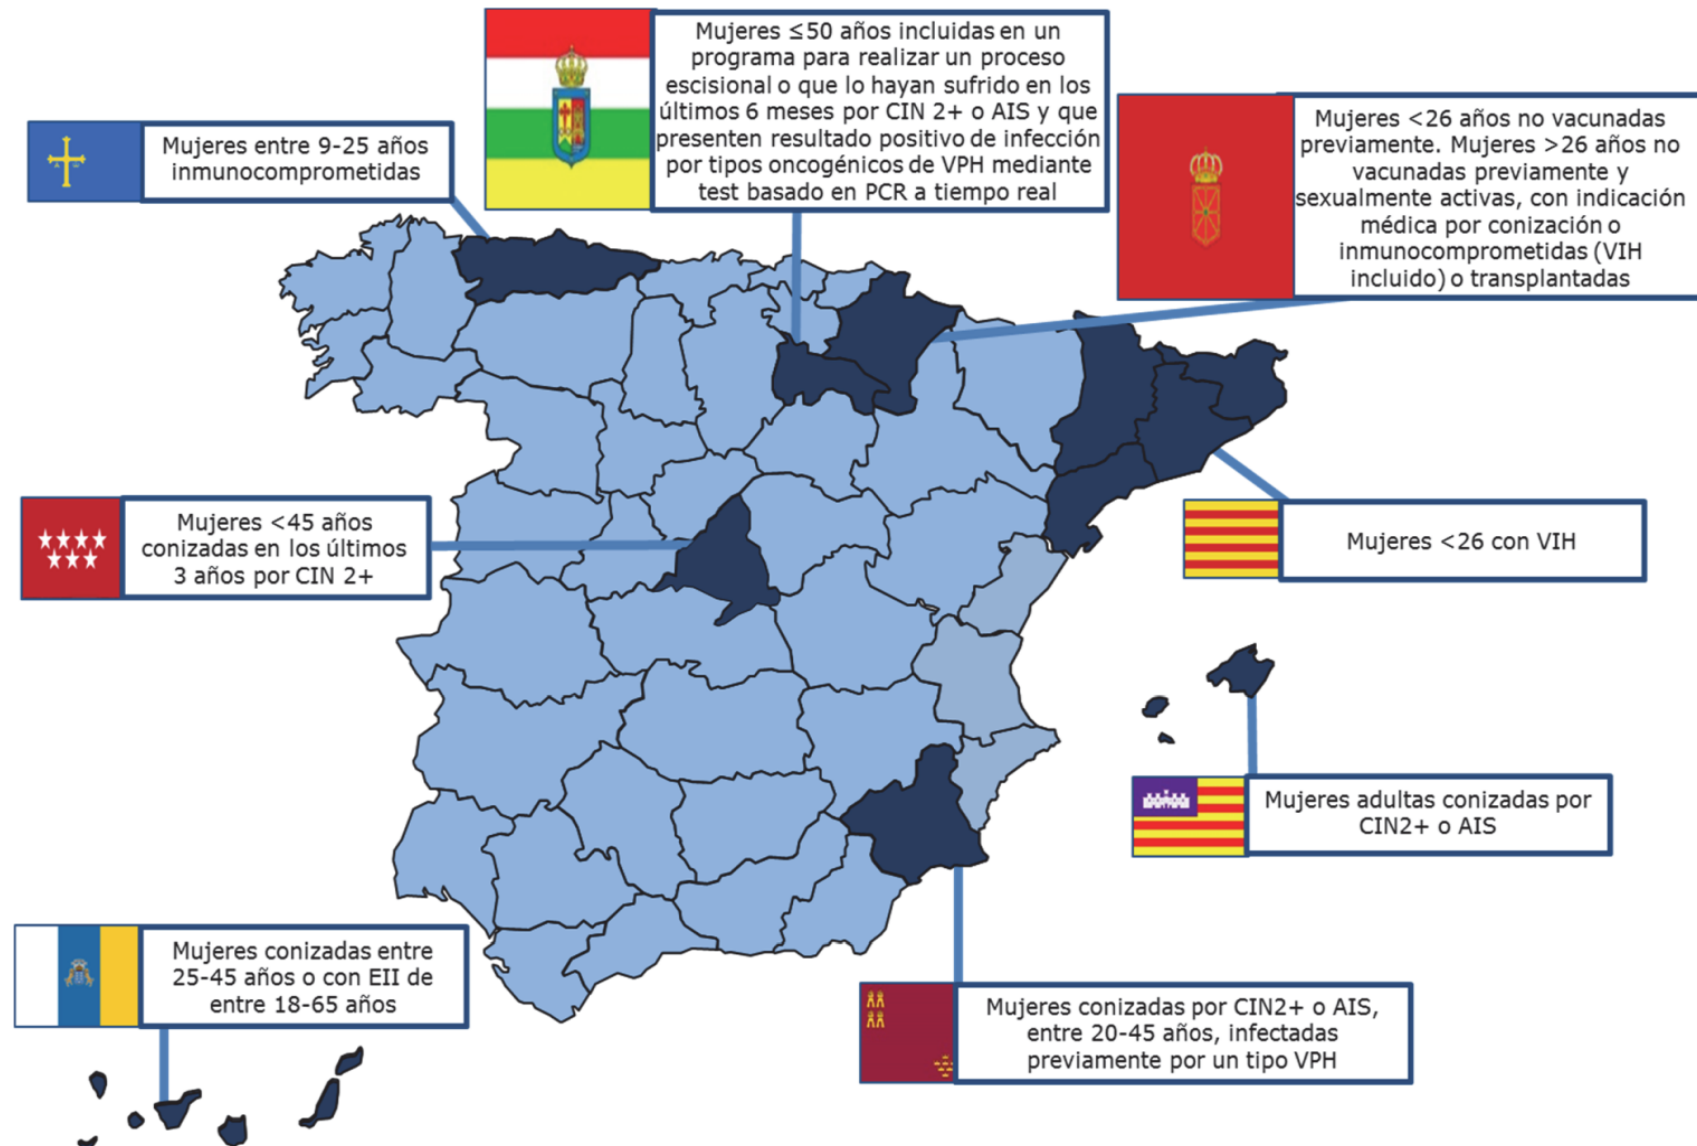 Mujeres ≤50 años incluidas en un
programa para realizar un proceso
escisional o que lo hayan sufrido en los
últimos 6 meses por CIN 2+ o AIS y que
presenten resultado positivo de infección
por tipos oncogénicos de VPH mediante
test basado en PCR a tiempo real
Mujeres <26 años no vacunadas
previamente. Mujeres >26 años no
vacunadas previamente y
sexualmente activas, con indicación
médica por conización o
inmunocomprometidas (VIH
incluido) o transplantadas
Mujeres entre 9-25 años
inmunocomprometidas
Mujeres <45 años
conizadas en los últimos
3 años por CIN 2+
Mujeres <26 con VIH
Mujeres adultas conizadas por
CIN2+ o AIS
Mujeres conizadas entre
25-45 años o con EII de
entre 18-65 años
Mujeres conizadas por CIN2+ o AIS,
entre 20-45 años, infectadas
previamente por un tipo VPH